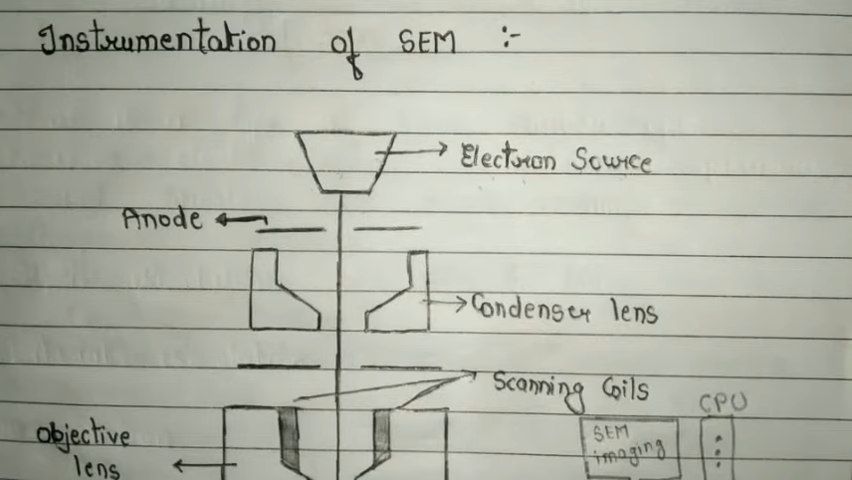 Instrumentation of SEM :-
Electron Source
Anode
Condenser lens
Scanning Coils
CPU
SEM
imaging
objective
lens